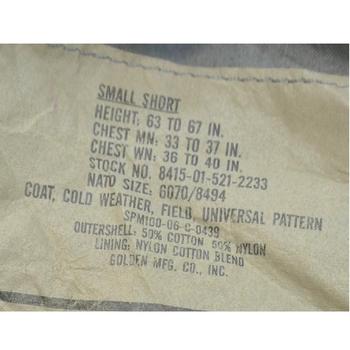 SMALL SHORT
HEIGHT: 63 TO 67 IN.
CHEST MN: 33 TO 37 IN.
CHEST WN: 36 TO 40 IN.
STOCK NO. 8415-01-521-2233
NATO SIZE: 6070/8494
COAT, COLD WEATHER, FIELD, UNIVERSAL PATTERN
SPM100-06-C-0439
OUTERSHELL: 50% COTTON 50% NYLON
LINING: NYLON COTTON BLEND
GOLDEN MFG. CO., INC.